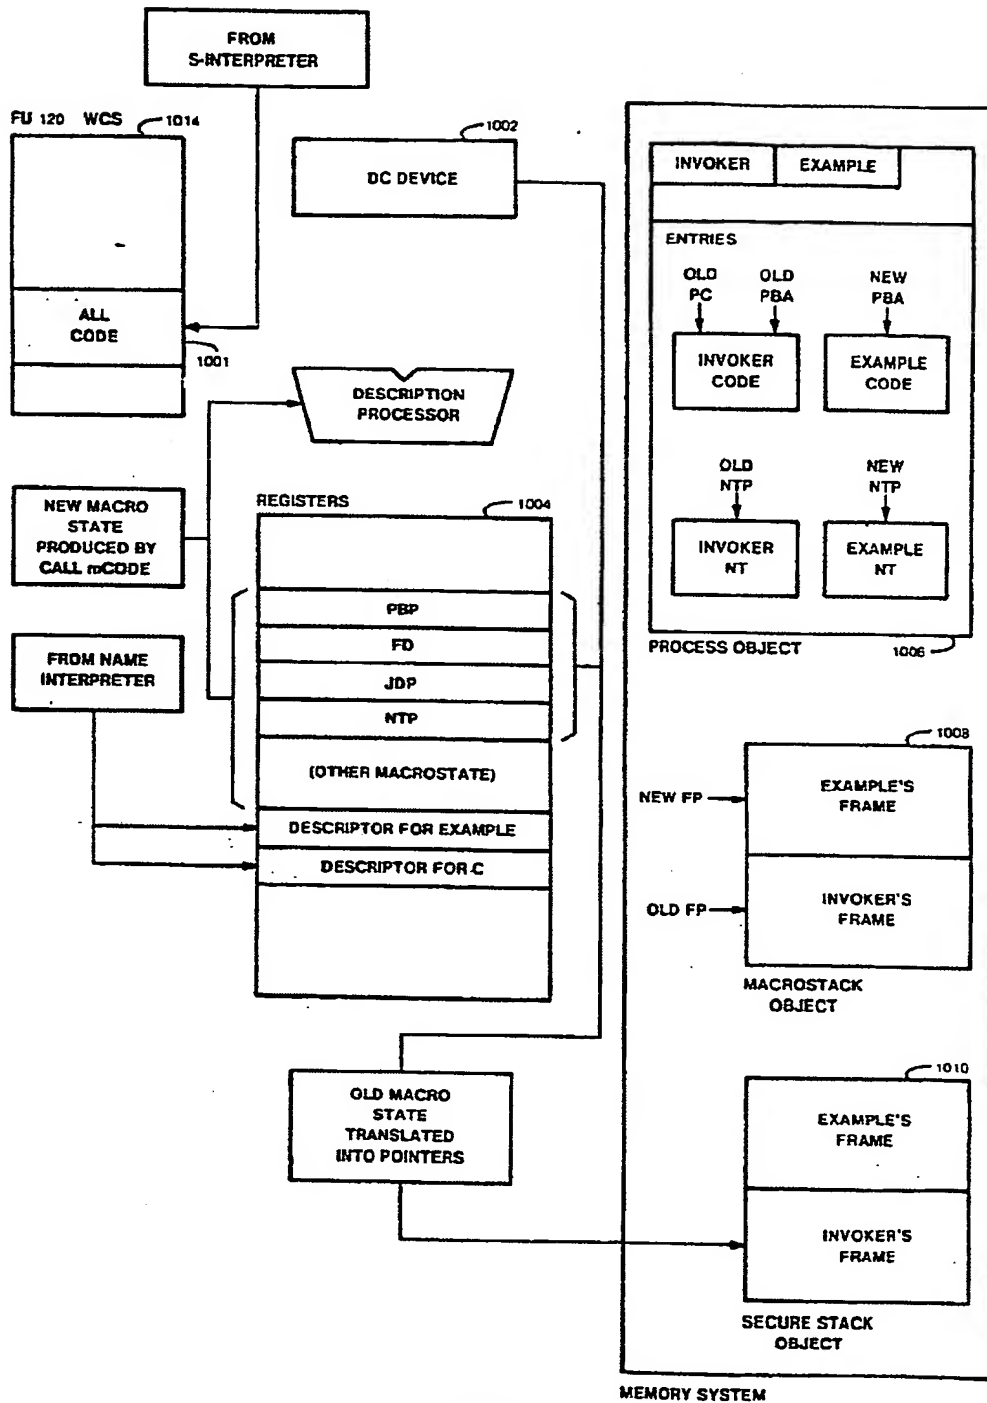 FROM
S-INTERPRETER
FU 120 WCS
1014
ALL
CODE
1001
1002
DC DEVICE
DESCRIPTION
PROCESSOR
NEW MACRO
STATE
PRODUCED BY
CALL mCODE
FROM NAME
INTERPRETER
REGISTERS
1004
PBP
FD
JDP
NTP
(OTHER MACROSTATE)
DESCRIPTOR FOR EXAMPLE
DESCRIPTOR FOR C
OLD MACRO
STATE
TRANSLATED
INTO POINTERS
INVOKER
EXAMPLE
ENTRIES
OLD
PC
OLD
PBA
NEW
PBA
INVOKER
CODE
EXAMPLE
CODE
OLD
NTP
NEW
NTP
INVOKER
NT
EXAMPLE
NT
PROCESS OBJECT
1006
1008
NEW FP
EXAMPLE'S
FRAME
OLD FP
INVOKER'S
FRAME
MACROSTACK
OBJECT
1010
EXAMPLE'S
FRAME
INVOKER'S
FRAME
SECURE STACK
OBJECT
MEMORY SYSTEM